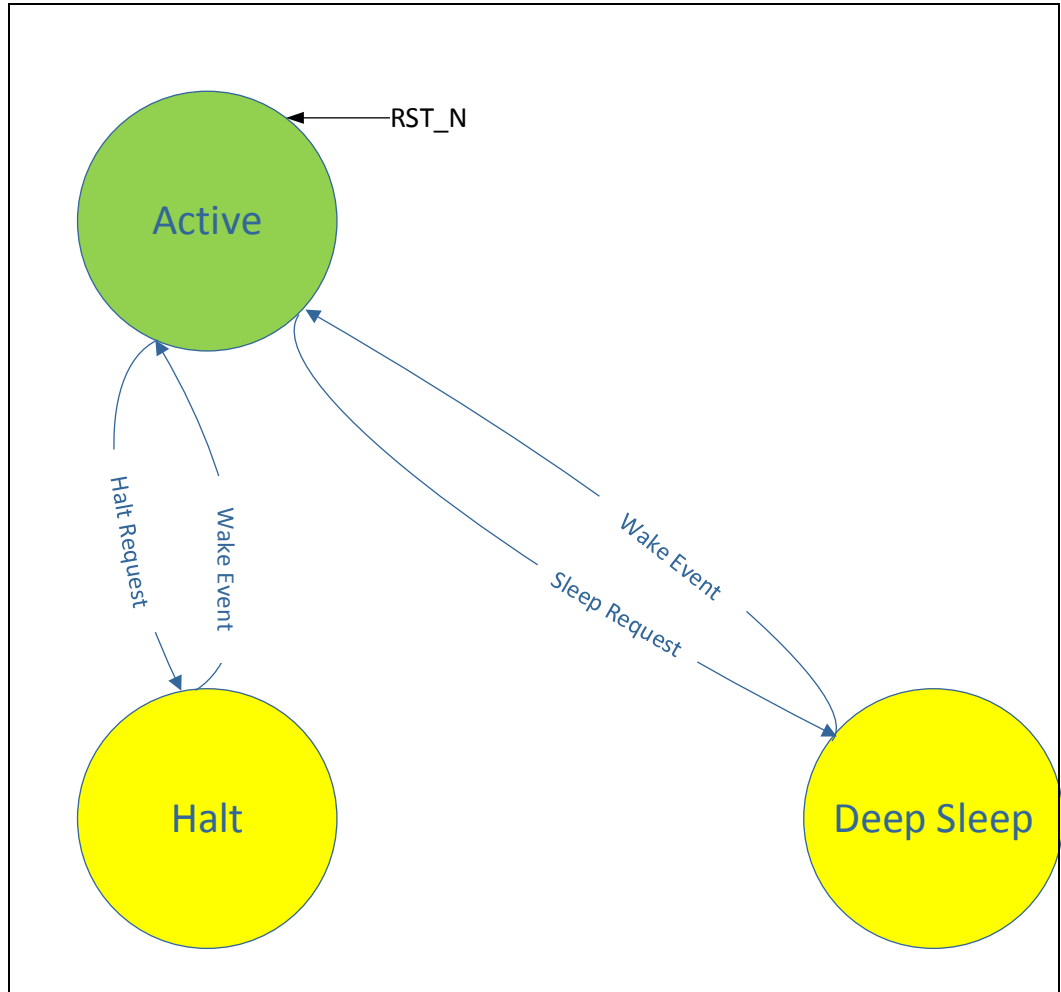 RST_N
Active
Halt Request
Wake Event
Wake Event
Sleep Request
Halt
Deep Sleep